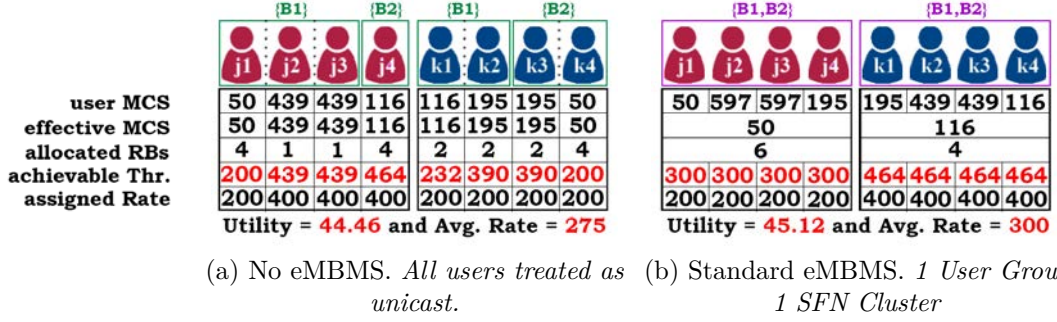 {B1} {B2} {B1} {B2} {B1,B2} {B1,B2}
j1 j2 j3 j4 k1 k2 k3 k4 j1 j2 j3 j4 k1 k2 k3 k4
user MCS 50 439 439 116 116 195 195 50 50 597 597 195 195 439 439 116
effective MCS 50 439 439 116 116 195 195 50 50 116
allocated RBs 4 1 1 4 2 2 2 4 6 4
achievable Thr. 200 439 439 464 232 390 390 200 300 300 300 300 464 464 464 464
assigned Rate 200 400 400 400 200 200 200 200 200 200 200 200 400 400 400 400
Utility = 44.46 and Avg. Rate = 275 Utility = 45.12 and Avg. Rate = 300
(a) No eMBMS. All users treated as (b) Standard eMBMS. 1 User Grou
unicast. 1 SFN Cluster